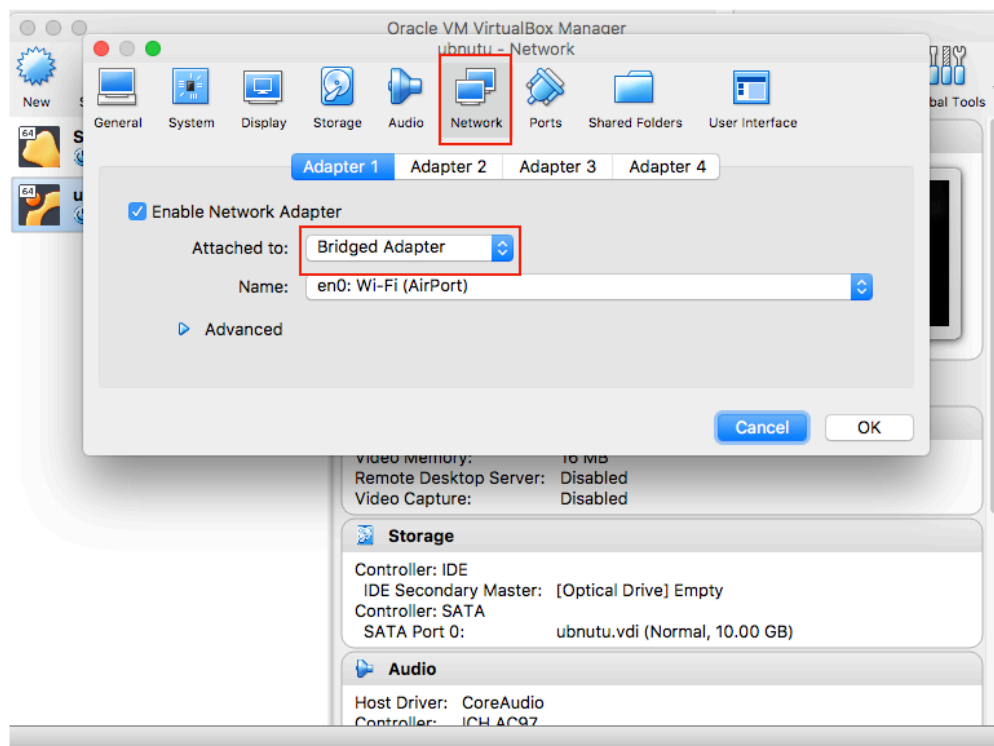 Oracle VM VirtualBox Manager
ubnutu - Network
New
General System Display Storage Audio Network Ports Shared Folders User Interface
bal Tools
64
S
64
u
Adapter 1 Adapter 2 Adapter 3 Adapter 4
Enable Network Adapter
Attached to: Bridged Adapter
Name: en0: Wi-Fi (AirPort)
Advanced
Cancel OK
Video Memory: 16 MB
Remote Desktop Server: Disabled
Video Capture: Disabled
Storage
Controller: IDE
IDE Secondary Master: [Optical Drive] Empty
Controller: SATA
SATA Port 0: ubnutu.vdi (Normal, 10.00 GB)
Audio
Host Driver: CoreAudio
Controller: ICH AC97